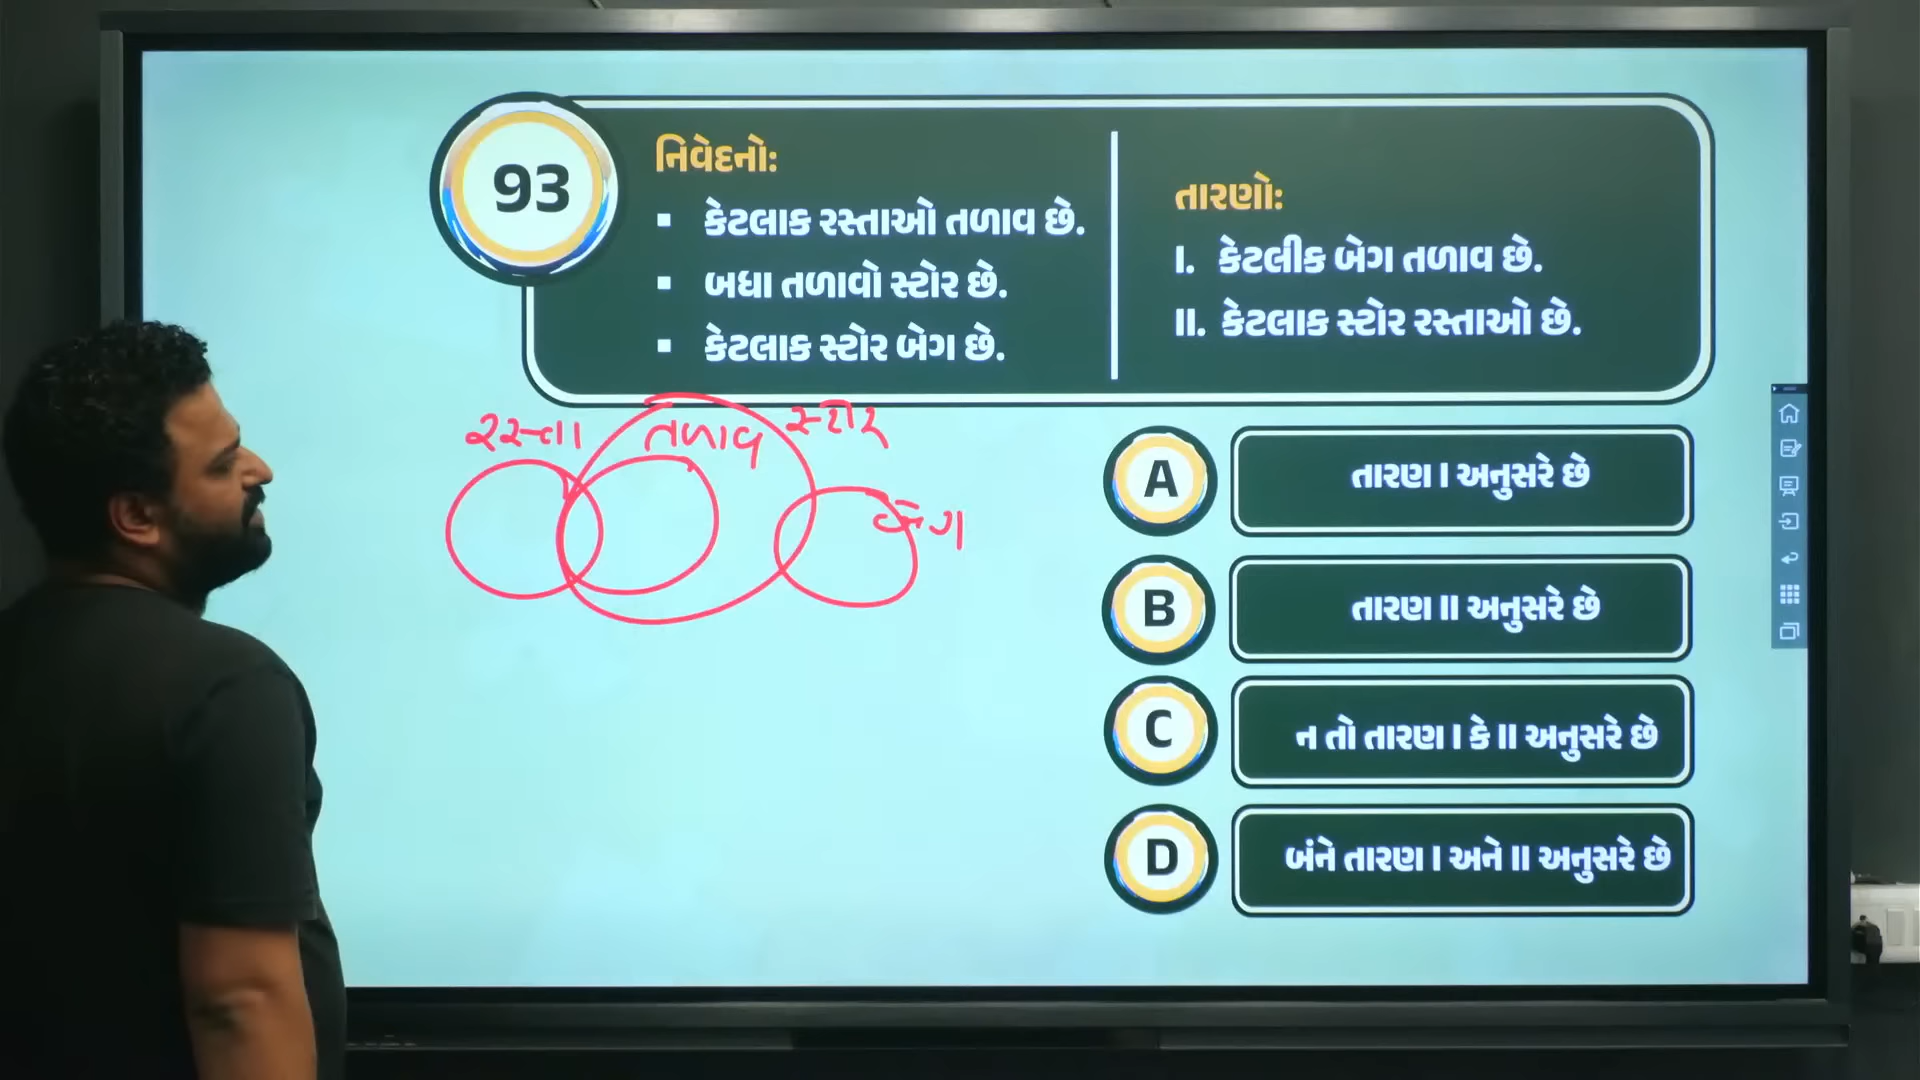 93
નિવેદનો:
▪ કેટલાક રસ્તાઓ તળાવ છે.
▪ બધા તળાવો સ્ટોર છે.
▪ કેટલાક સ્ટોર બેગ છે.
તારણો:
I. કેટલીક બેગ તળાવ છે.
II. કેટલાક સ્ટોર રસ્તાઓ છે.
રસ્તા તળાવ સ્ટોર
બેગ
A તારણ I અનુસરે છે
B તારણ II અનુસરે છે
C ન તો તારણ I કે II અનુસરે છે
D બંને તારણ I અને II અનુસરે છે